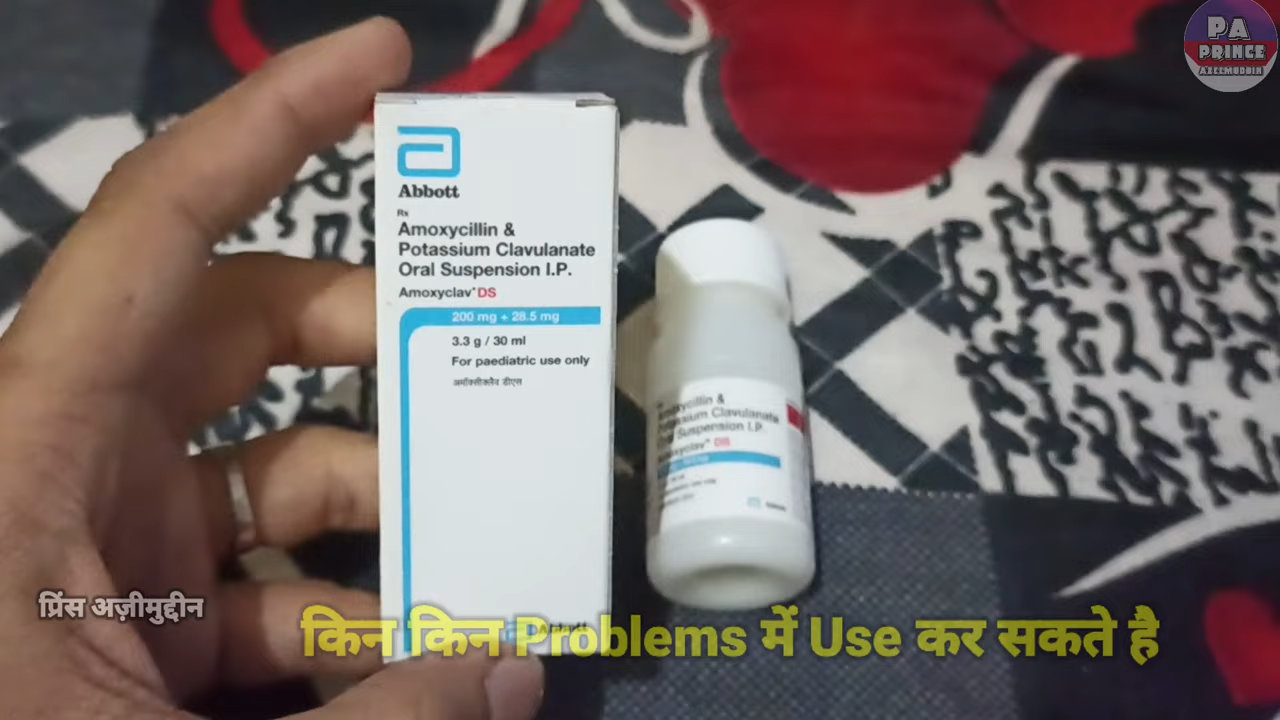 PA
PRINCE
AZEEMUDDIN
Abbott
Rx
Amoxycillin &
Potassium Clavulanate
Oral Suspension I.P.
Amoxyclav* DS
200 mg + 28.5 mg
3.3 g / 30 ml
For paediatric use only
अमॉक्सीक्लैव डीएस
Abbott
Amoxycillin &
Potassium Clavulanate
Oral Suspension I.P.
Amoxyclav* DS
प्रिंस अज़ीमुद्दीन
किन किन Problems में Use कर सकते है